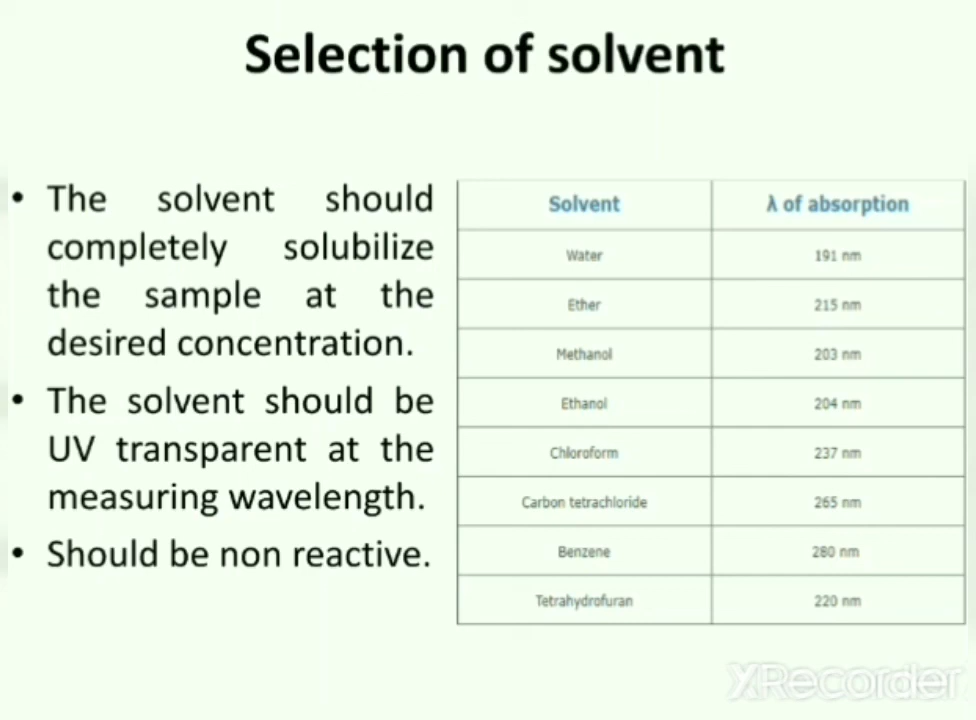 Selection of solvent
• The solvent should
completely solubilize
the sample at the
desired concentration.
• The solvent should be
UV transparent at the
measuring wavelength.
• Should be non reactive.
Solvent λ of absorption
Water 191 nm
Ether 215 nm
Methanol 203 nm
Ethanol 204 nm
Chloroform 237 nm
Carbon tetrachloride 265 nm
Benzene 280 nm
Tetrahydrofuran 220 nm
XRecorder